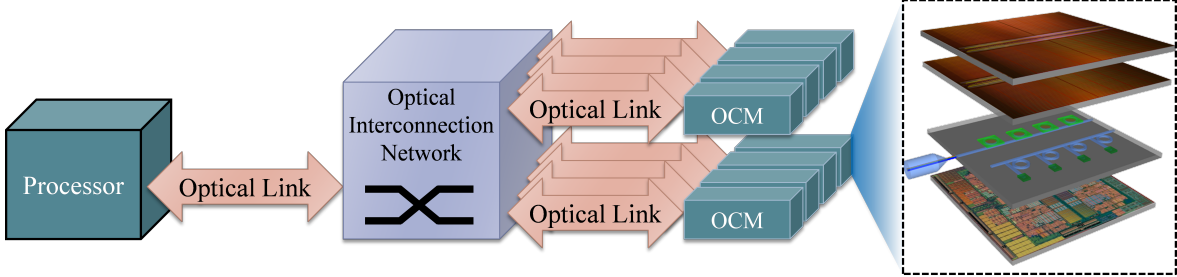 Processor
Optical Link
Optical
Interconnection
Network
Optical Link
OCM
Optical Link
OCM